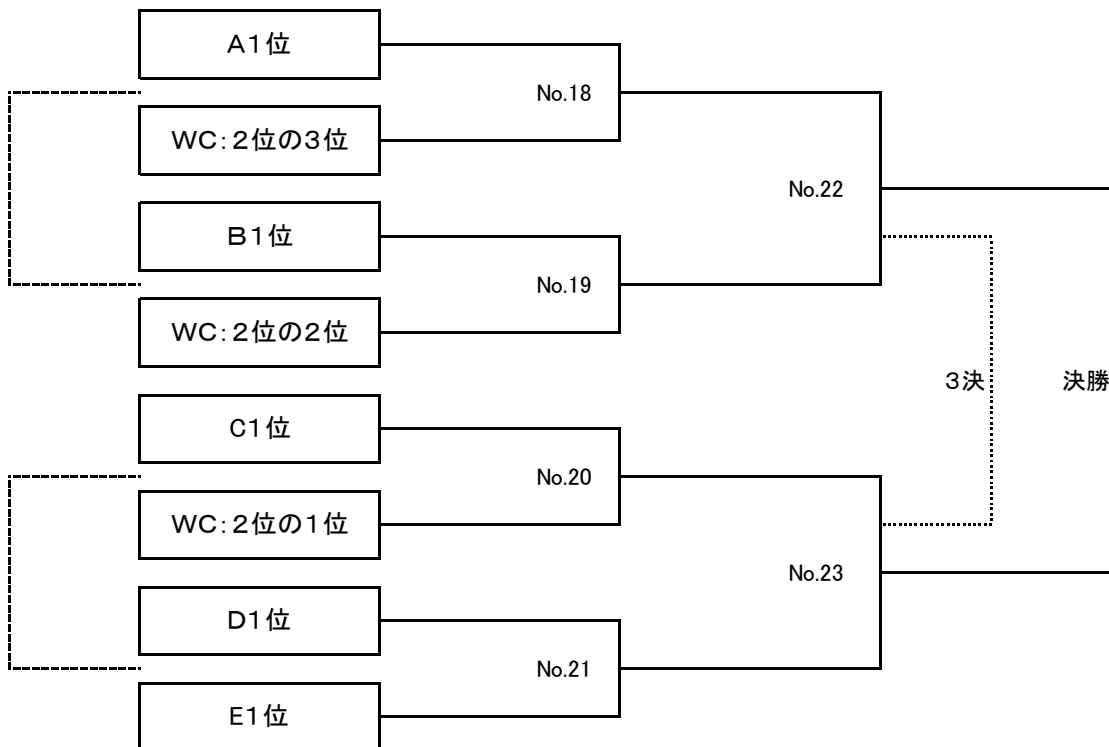 A1位
No.18
WC:2位の3位
No.22
B1位
No.19
WC:2位の2位
3決
決勝
C1位
No.20
WC:2位の1位
No.23
D1位
No.21
E1位